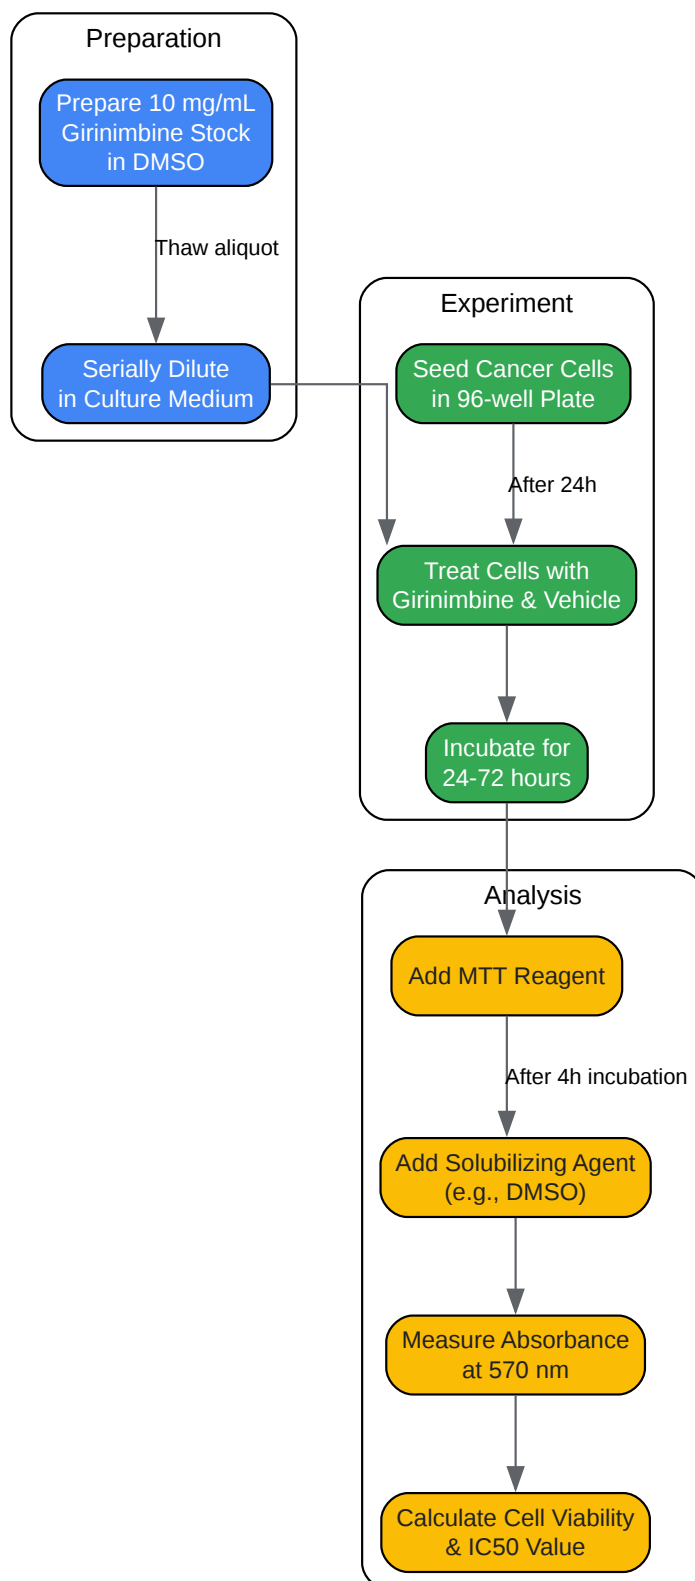 Preparation
Prepare 10 mg/mL
Girinimbine Stock
in DMSO
Thaw aliquot
Serially Dilute
in Culture Medium
Experiment
Seed Cancer Cells
in 96-well Plate
After 24h
Treat Cells with
Girinimbine & Vehicle
Incubate for
24-72 hours
Analysis
Add MTT Reagent
After 4h incubation
Add Solubilizing Agent
(e.g., DMSO)
Measure Absorbance
at 570 nm
Calculate Cell Viability
& IC50 Value